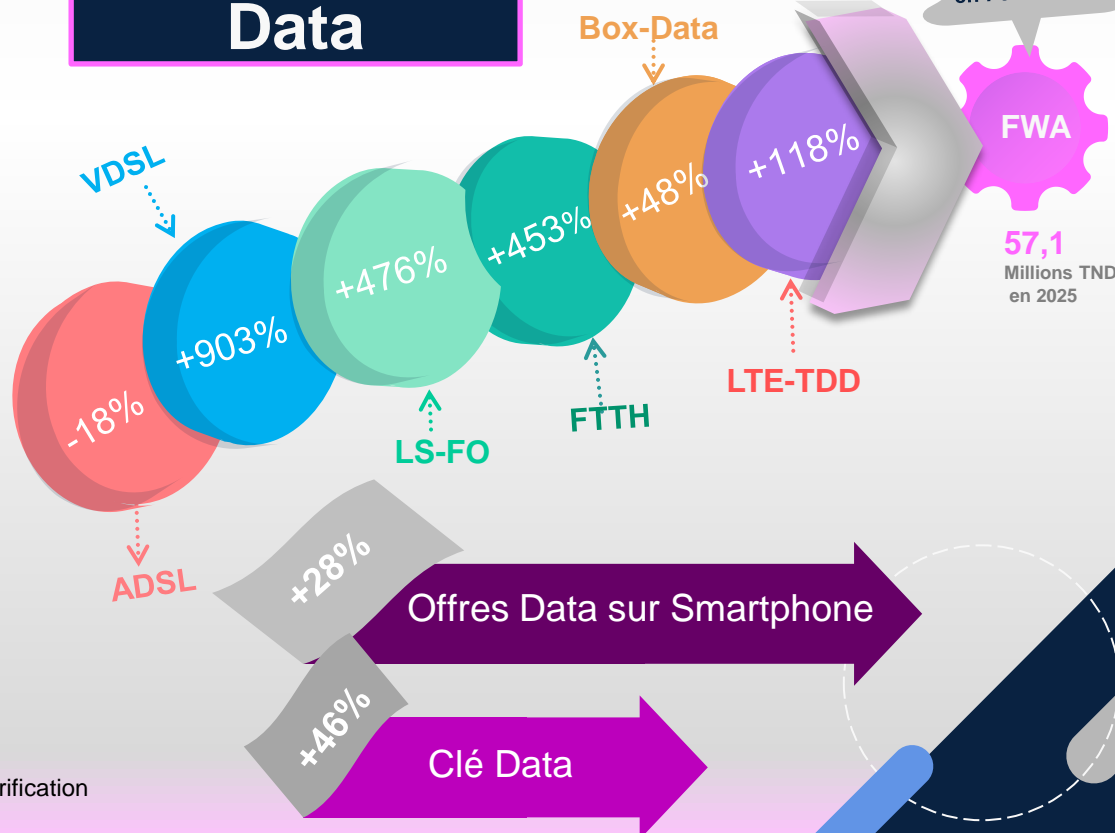 Data
Box-Data
VDSL
FWA
+118%
+48%
+453%
+476%
+903%
-18%
57,1
Millions TND
en 2025
LTE-TDD
FTTH
LS-FO
ADSL
+28%
Offres Data sur Smartphone
+46%
Clé Data
rification